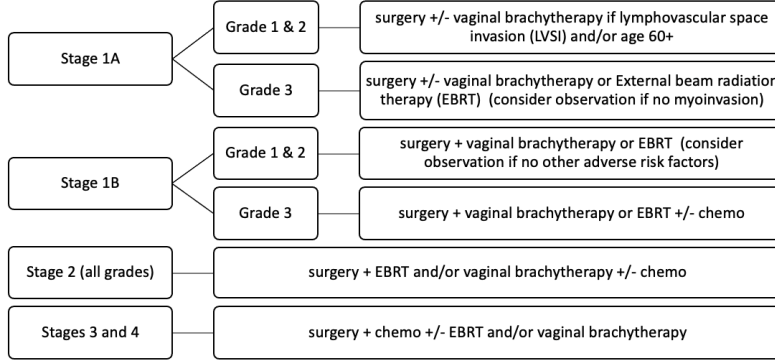 Stage 1A
Grade 1 & 2
surgery +/- vaginal brachytherapy if lymphovascular space
invasion (LVSI) and/or age 60+
Grade 3
surgery +/- vaginal brachytherapy or External beam radiation
therapy (EBRT) (consider observation if no myoinvasion)
Stage 1B
Grade 1 & 2
surgery + vaginal brachytherapy or EBRT (consider
observation if no other adverse risk factors)
Grade 3
surgery + vaginal brachytherapy or EBRT +/- chemo
Stage 2 (all grades)
surgery + EBRT and/or vaginal brachytherapy +/- chemo
Stages 3 and 4
surgery + chemo +/- EBRT and/or vaginal brachytherapy